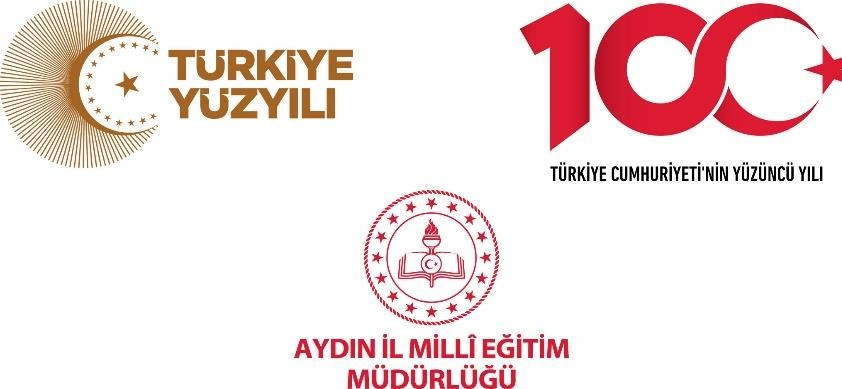 TÜRKİYE
YÜZYILI
100
TÜRKİYE CUMHURİYETİ'NİN YÜZÜNCÜ YILI
AYDIN İL MİLLÎ EĞİTİM
MÜDÜRLÜĞÜ